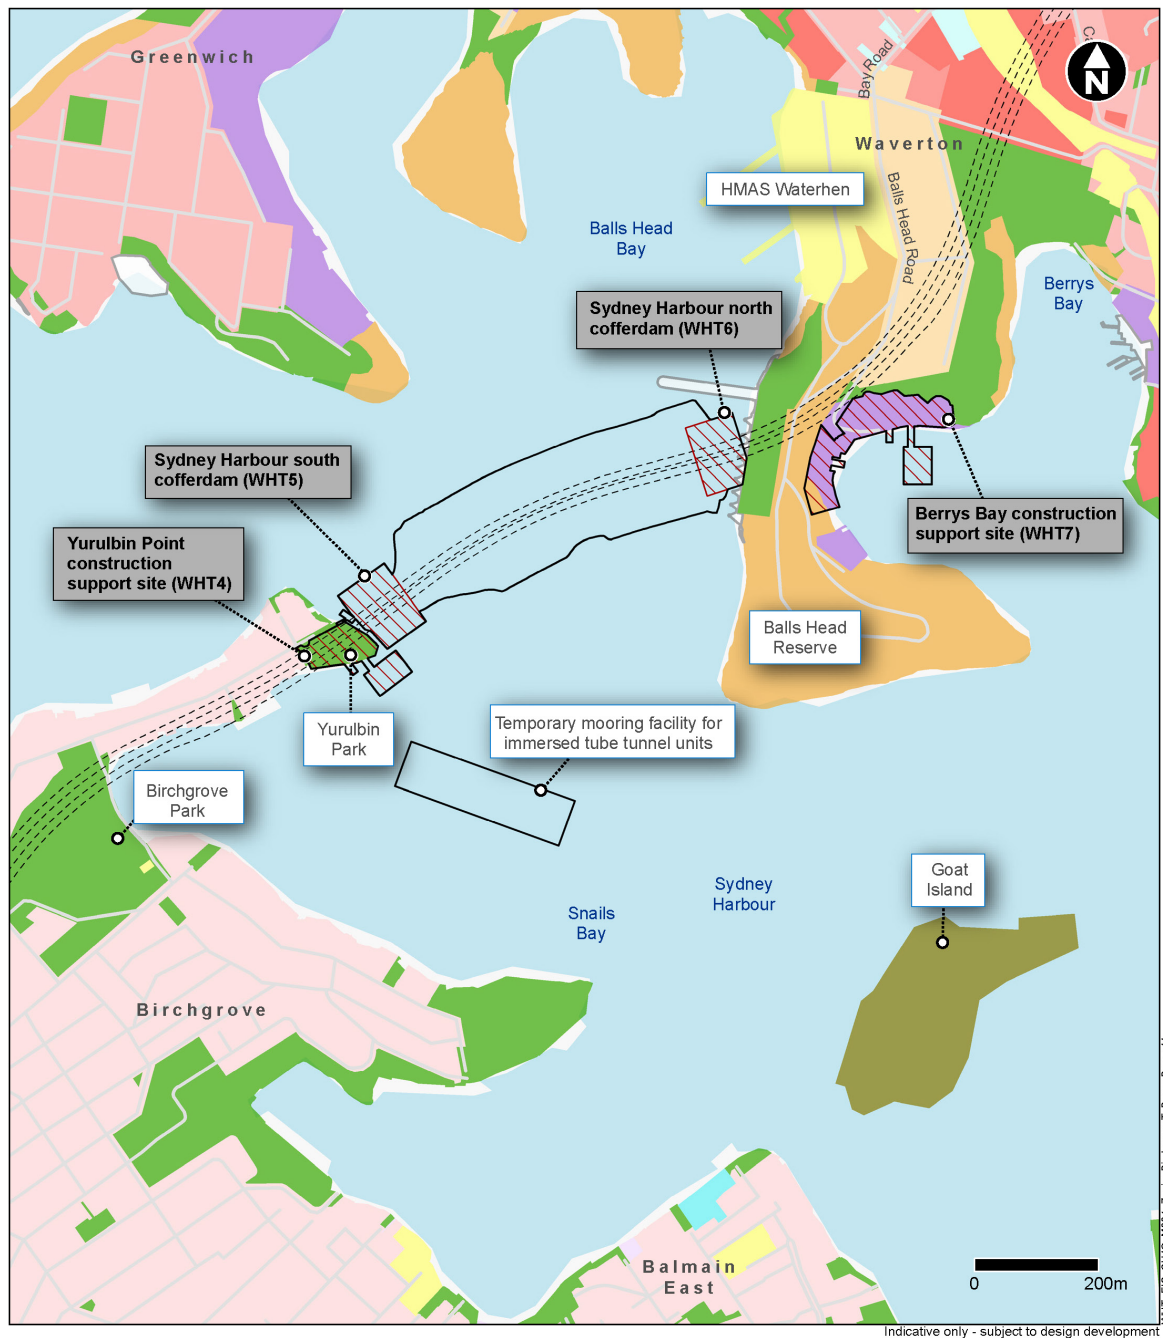 Greenwich
Bay Road
Ca
N
Waverton
HMAS Waterhen
Balls Head Road
Balls Head
Bay
Berrys
Bay
Sydney Harbour north
cofferdam (WHT6)
Sydney Harbour south
cofferdam (WHT5)
Berrys Bay construction
support site (WHT7)
Yurulbin Point
construction
support site (WHT4)
Balls Head
Reserve
Yurulbin
Park
Temporary mooring facility for
immersed tube tunnel units
Birchgrove
Park
Goat
Island
Sydney
Harbour
Snails
Bay
Birchgrove
Balmain
East
0
200m
Indicative only - subject to design development